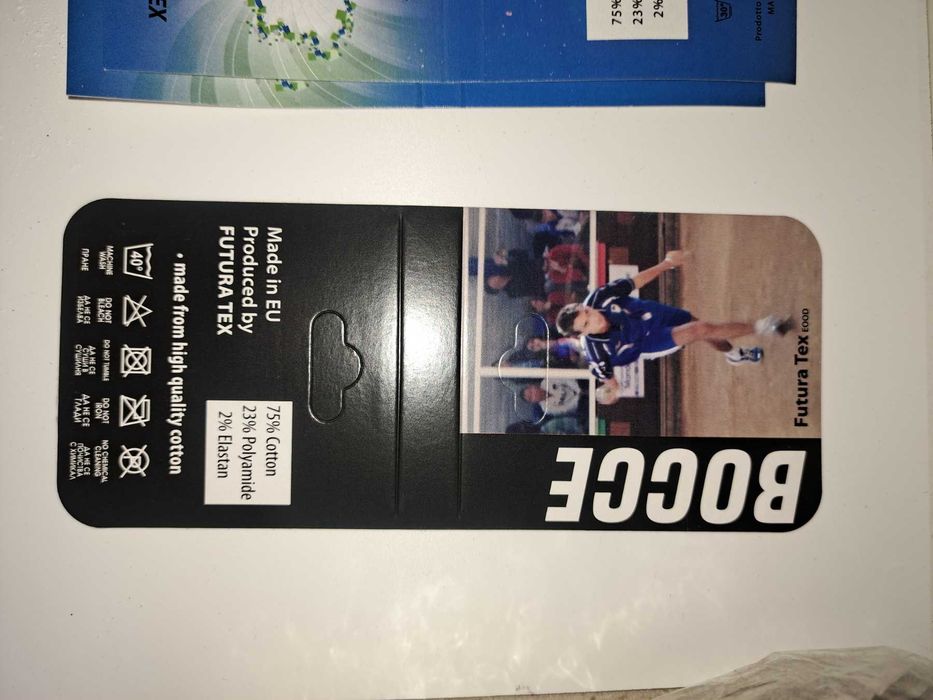 BOCCE
Futura Tex EOOD
Made in EU
Produced by
FUTURA TEX
75% Cotton
23% Polyamide
2% Elastan
• made from high quality cotton
40°
MACHINE
WASH
ПРАНЕ
DO NOT
BLEACH
ДА НЕ СЕ
ИЗБЕЛВА
DO NOT TUMBLE
ДА НЕ СЕ
СУШИ В
СУШИЛНЯ
DO NOT
IRON
ДА НЕ СЕ
ГЛАДИ
NO CHEMICAL
CLEANING
ДА НЕ СЕ
ПОЧИСТВА
С ХИМИКАЛ
75%
23%
2%
30°
Prodotto
MA
EX